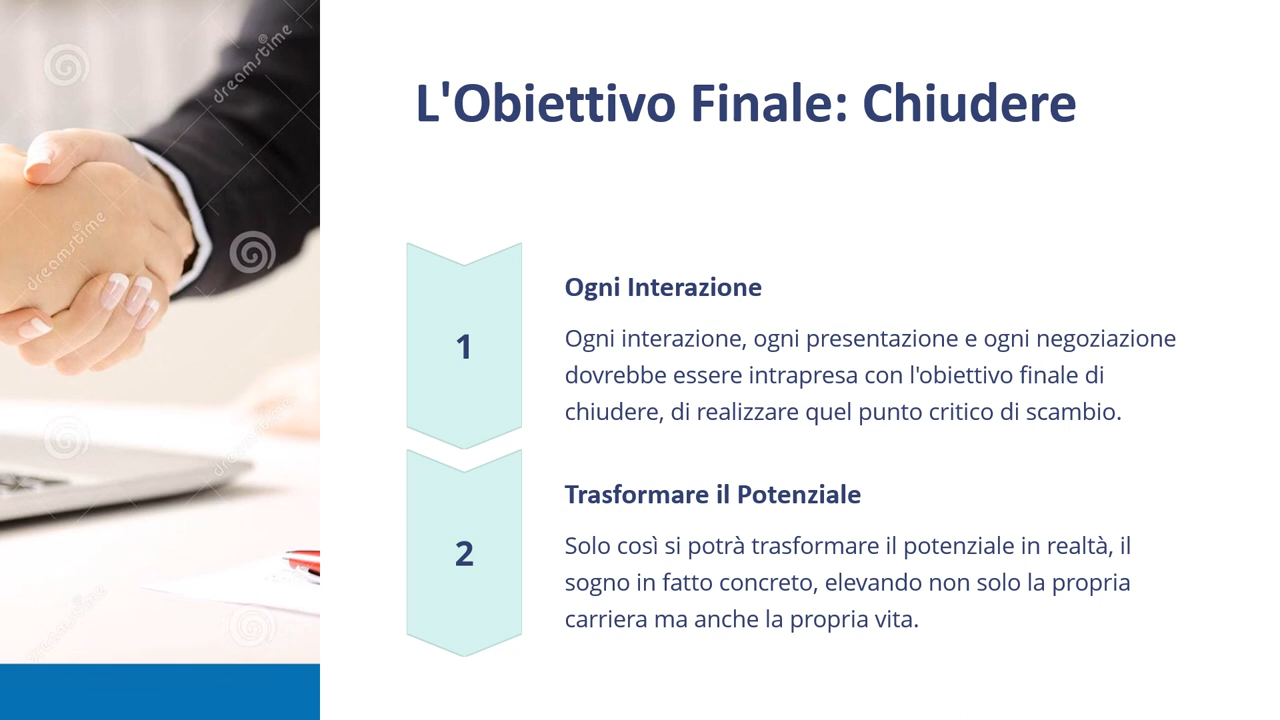 L'Obiettivo Finale: Chiudere
1
Ogni Interazione
Ogni interazione, ogni presentazione e ogni negoziazione
dovrebbe essere intrapresa con l'obiettivo finale di
chiudere, di realizzare quel punto critico di scambio.
2
Trasformare il Potenziale
Solo così si potrà trasformare il potenziale in realtà, il
sogno in fatto concreto, elevando non solo la propria
carriera ma anche la propria vita.
dreamstime
dreamstime
dreamstime
dreamstime